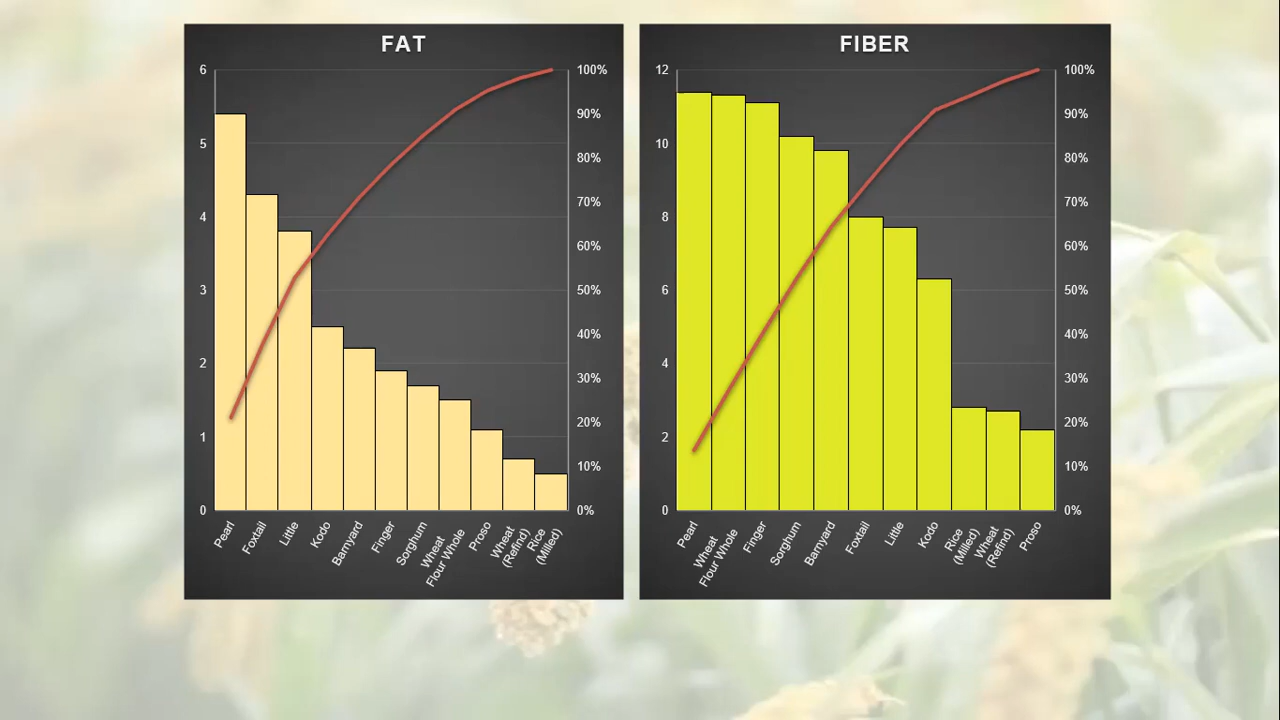 FAT
6
5
4
3
2
1
0
100%
90%
80%
70%
60%
50%
40%
30%
20%
10%
0%
Pearl
Foxtail
Little
Kodo
Barnyard
Finger
Sorghum
Wheat
Flour Whole
Proso
Wheat
(Refind)
Rice
(Milled)
FIBER
12
10
8
6
4
2
0
100%
90%
80%
70%
60%
50%
40%
30%
20%
10%
0%
Pearl
Wheat
Flour Whole
Finger
Sorghum
Barnyard
Foxtail
Little
Kodo
Rice
(Milled)
Wheat
(Refind)
Proso